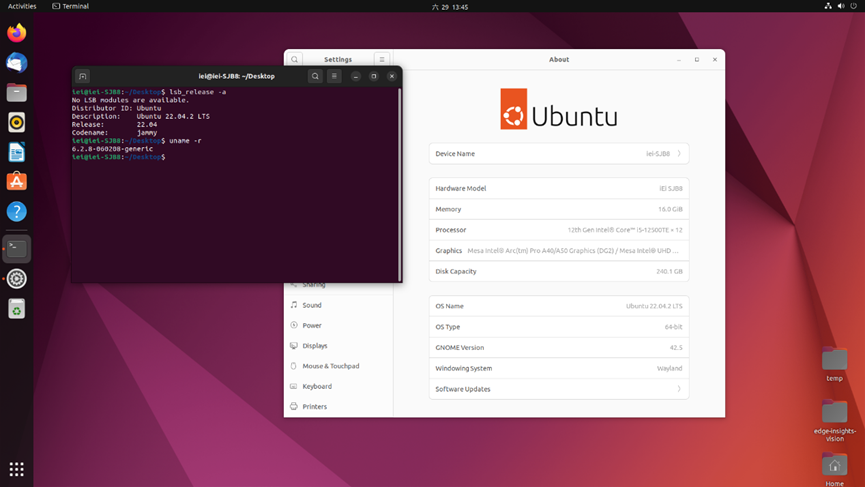 Activities
Terminal
六 29 13:45
Settings
About
iei@iei-SJB8: ~/Desktop
iei@iei-SJB8:~/Desktop$ lsb_release -a
No LSB modules are available.
Distributor ID: Ubuntu
Description: Ubuntu 22.04.2 LTS
Release: 22.04
Codename: jammy
iei@iei-SJB8:~/Desktop$ uname -r
6.2.8-060208-generic
iei@iei-SJB8:~/Desktop$
Ubuntu
Device Name iei-SJB8
Hardware Model IEI SJB8
Memory 16.0 GiB
Processor 12th Gen Intel® Core™ i5-12500TE × 12
Graphics Mesa Intel® Arc(tm) Pro A40/A50 Graphics (DG2) / Mesa Intel® UHD ...
Disk Capacity 240.1 GB
OS Name Ubuntu 22.04.2 LTS
OS Type 64-bit
GNOME Version 42.5
Windowing System Wayland
Software Updates
Sharing
Sound
Power
Displays
Mouse & Touchpad
Keyboard
Printers
temp
edge-insights-
vision
Home